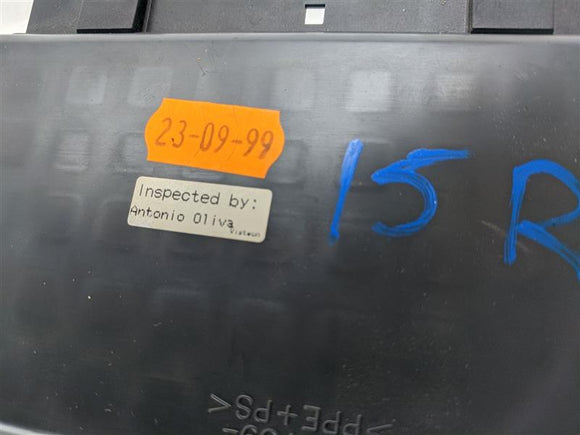 23-09-99
Inspected by:
Antonio Oliva
Visteon
15 R
>PPE+PS<